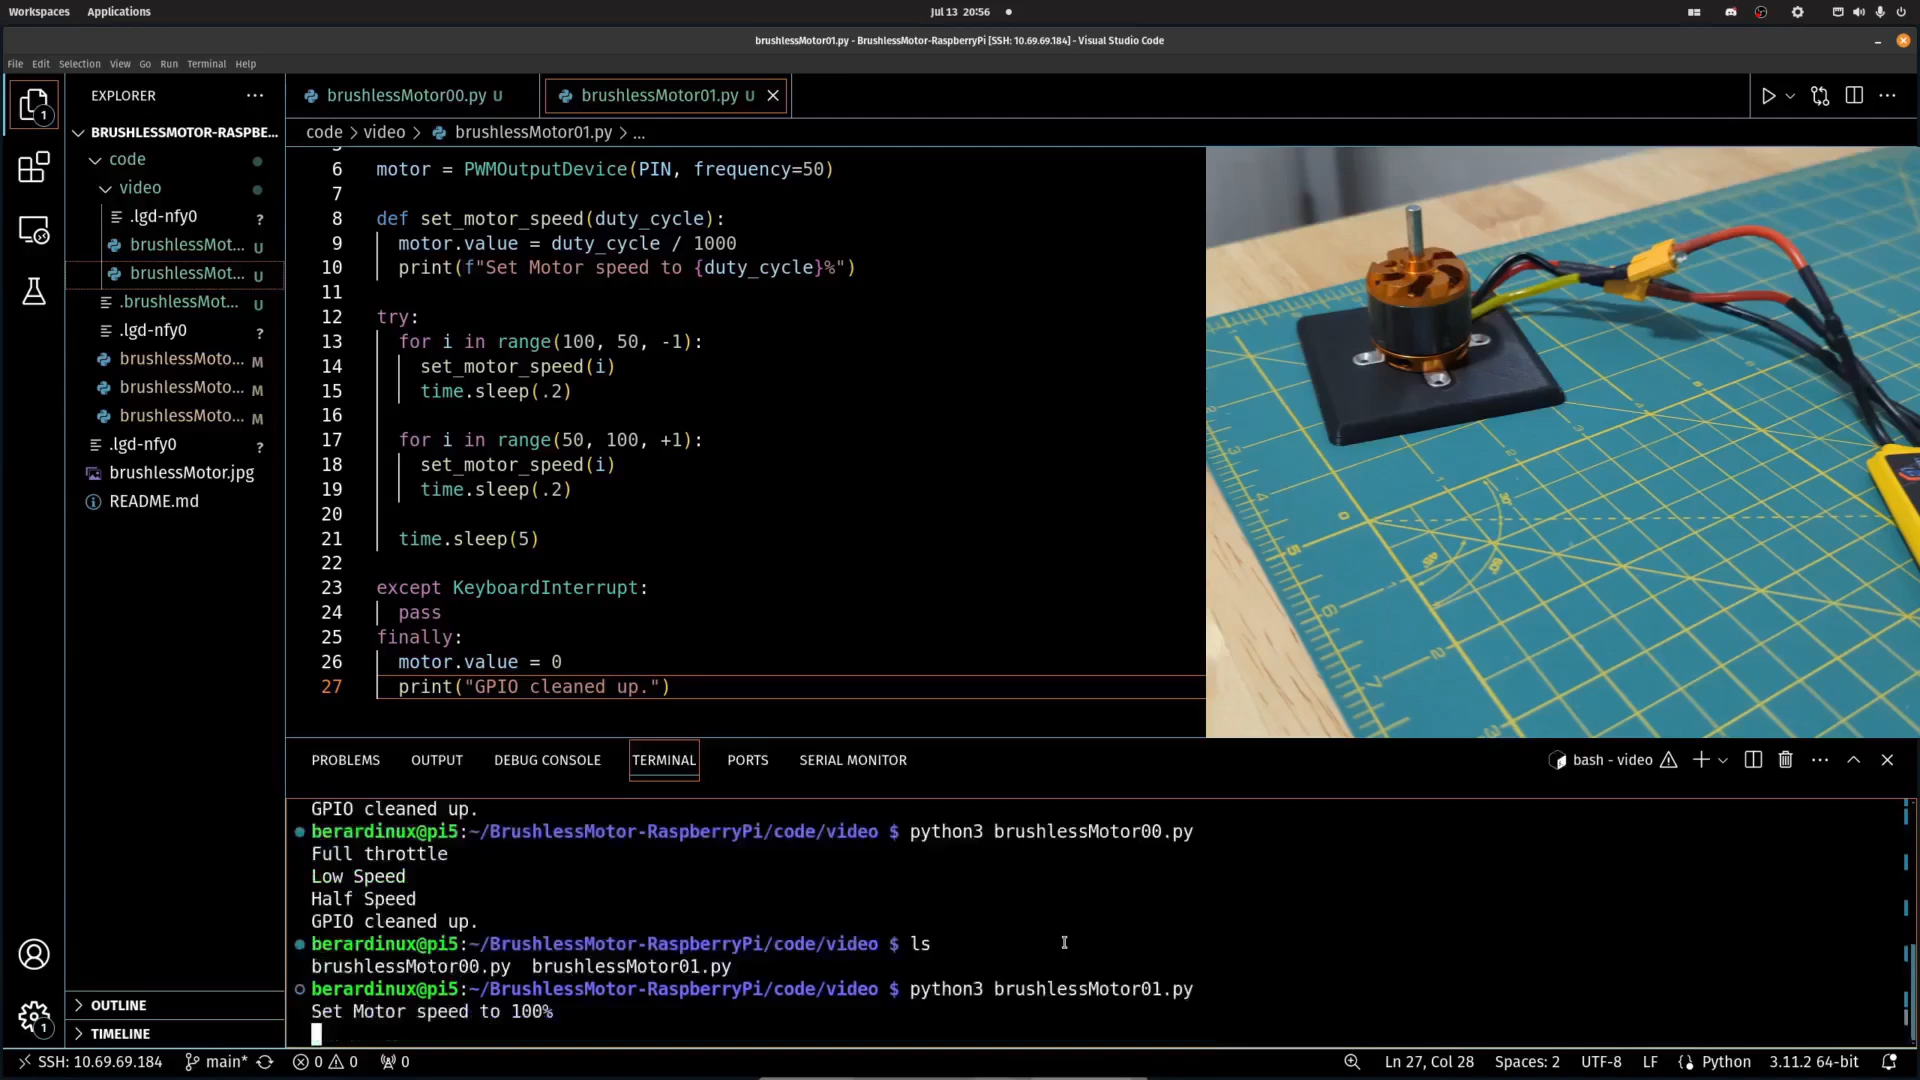 Workspaces Applications Jul 13 20:56
brushlessMotor01.py - BrushlessMotor-RaspberryPi [SSH: 10.69.69.184] - Visual Studio Code
File Edit Selection View Go Run Terminal Help
EXPLORER ...
BRUSHLESSMOTOR-RASPBE...
code
video
.lgd-nfy0 ?
brushlessMot... U
brushlessMot... U
.brushlessMot... U
.lgd-nfy0 ?
brushlessMoto... M
brushlessMoto... M
brushlessMoto... M
.lgd-nfy0 ?
brushlessMotor.jpg
README.md
OUTLINE
TIMELINE
1
1
brushlessMotor00.py U brushlessMotor01.py U
code > video > brushlessMotor01.py > ...
6 motor = PWMOutputDevice(PIN, frequency=50)
7
8 def set_motor_speed(duty_cycle):
9 motor.value = duty_cycle / 1000
10 print(f"Set Motor speed to {duty_cycle}%")
11
12 try:
13 for i in range(100, 50, -1):
14 set_motor_speed(i)
15 time.sleep(.2)
16
17 for i in range(50, 100, +1):
18 set_motor_speed(i)
19 time.sleep(.2)
20
21 time.sleep(5)
22
23 except KeyboardInterrupt:
24 pass
25 finally:
26 motor.value = 0
27 print("GPIO cleaned up.")
PROBLEMS OUTPUT DEBUG CONSOLE TERMINAL PORTS SERIAL MONITOR bash - video
GPIO cleaned up.
berardinux@pi5:~/BrushlessMotor-RaspberryPi/code/video $ python3 brushlessMotor00.py
Full throttle
Low Speed
Half Speed
GPIO cleaned up.
berardinux@pi5:~/BrushlessMotor-RaspberryPi/code/video $ ls
brushlessMotor00.py brushlessMotor01.py
berardinux@pi5:~/BrushlessMotor-RaspberryPi/code/video $ python3 brushlessMotor01.py
Set Motor speed to 100%
SSH: 10.69.69.184 main* 0 0 0 Ln 27, Col 28 Spaces: 2 UTF-8 LF Python 3.11.2 64-bit